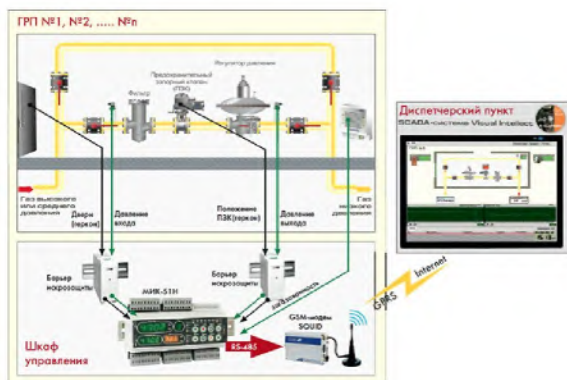 ГРП №1, №2, ..... №n
Регулятор давления
Предохранительный
запорный клапан
(ПЗК)
Фильтр
Газ высокого
или среднего
давления
Газ
низкого
давления
Двери
(геркон)
Давление
входа
Положение
ПЗК(геркон)
Давление
выхода
Барьер
искрозащиты
МИК-51Н
Барьер
искрозащиты
Загазованность
Шкаф
управления
RS-485
GSM-модем
SQUID
GPRS
Internet
Диспетчерский пункт
SCADA-система Visual Intellect